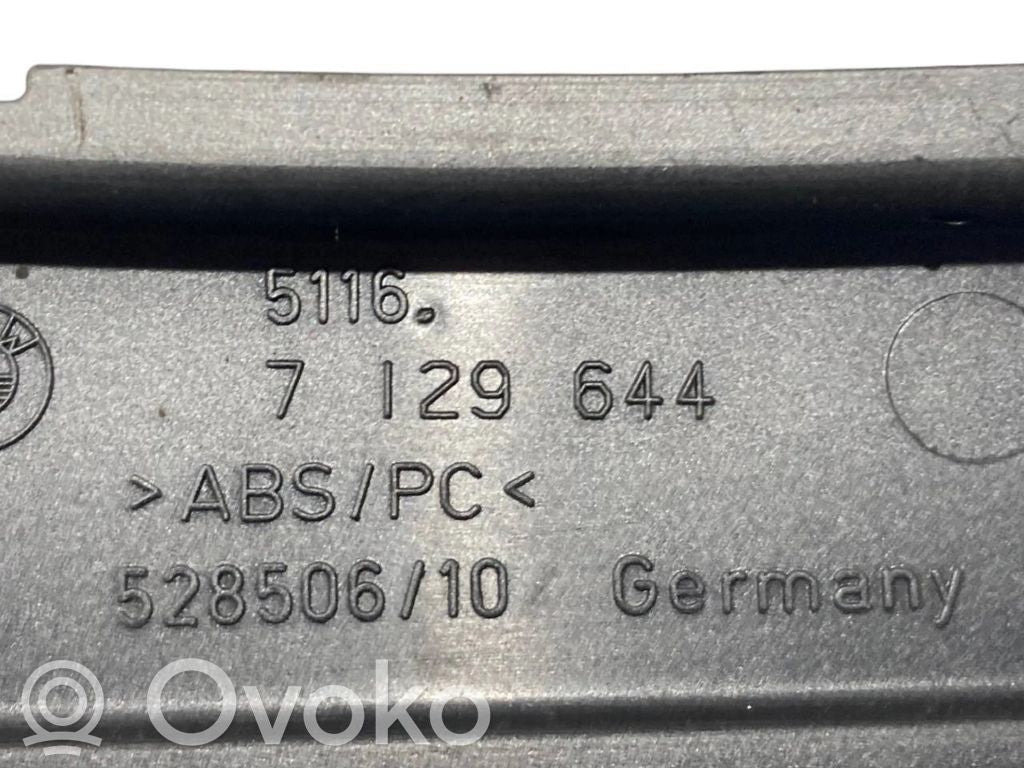 5116.
7 129 644
W
>ABS/PC<
528506/10 Germany
Ovoko